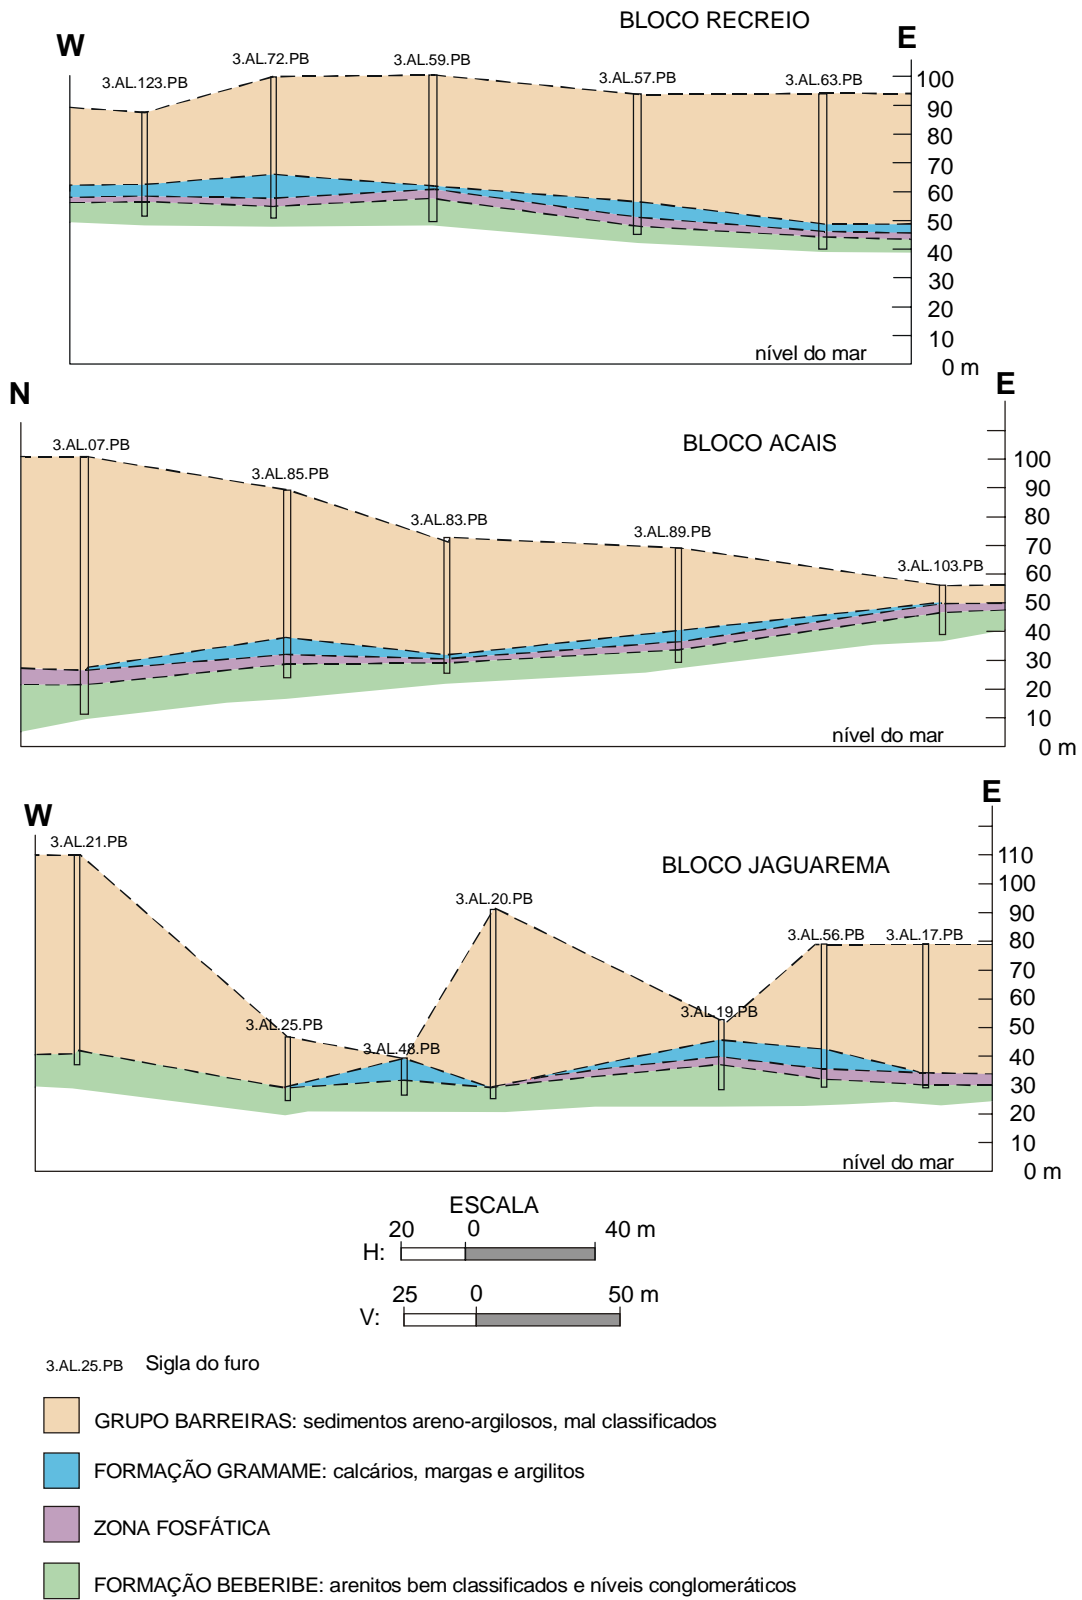 BLOCO RECREIO
W
E
3.AL.123.PB
3.AL.72.PB
3.AL.59.PB
3.AL.57.PB
3.AL.63.PB
100
90
80
70
60
50
40
30
20
10
0 m
nível do mar
N
E
BLOCO ACAIS
3.AL.07.PB
3.AL.85.PB
3.AL.83.PB
3.AL.89.PB
3.AL.103.PB
100
90
80
70
60
50
40
30
20
10
0 m
nível do mar
W
E
BLOCO JAGUAREMA
3.AL.21.PB
3.AL.25.PB
3.AL.48.PB
3.AL.20.PB
3.AL.19.PB
3.AL.56.PB
3.AL.17.PB
110
100
90
80
70
60
50
40
30
20
10
0 m
nível do mar
ESCALA
20 0 40 m
H:
25 0 50 m
V:
3.AL.25.PB Sigla do furo
GRUPO BARREIRAS: sedimentos areno-argilosos, mal classificados
FORMAÇÃO GRAMAME: calcários, margas e argilitos
ZONA FOSFÁTICA
FORMAÇÃO BEBERIBE: arenitos bem classificados e níveis conglomeráticos